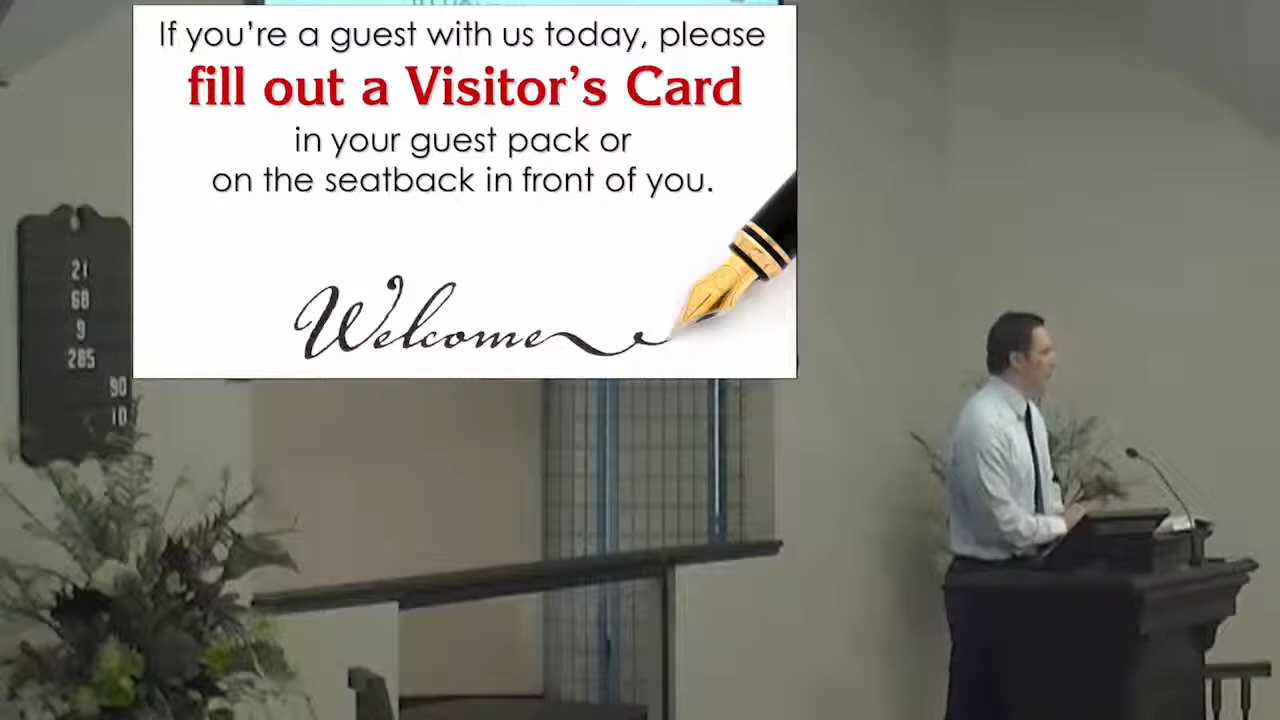 If you're a guest with us today, please
fill out a Visitor's Card
in your guest pack or
on the seatback in front of you.
Welcome
21
68
9
285
90
10